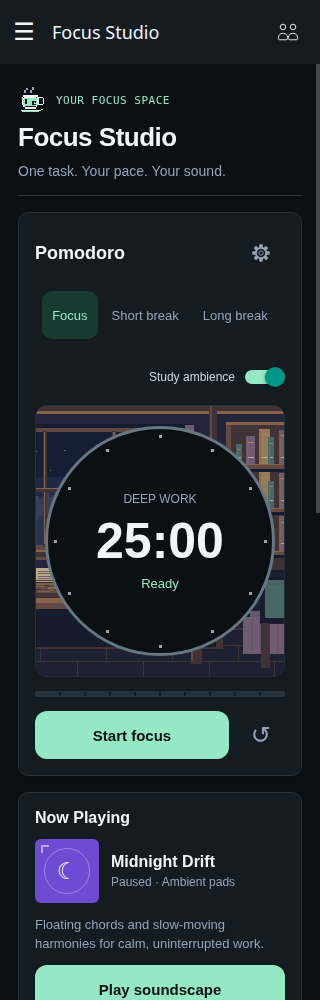 Focus Studio
YOUR FOCUS SPACE
Focus Studio
One task. Your pace. Your sound.
Pomodoro
Focus
Short break
Long break
Study ambience
DEEP WORK
25:00
Ready
Start focus
Now Playing
Midnight Drift
Paused · Ambient pads
Floating chords and slow-moving
harmonies for calm, uninterrupted work.
Play soundscape